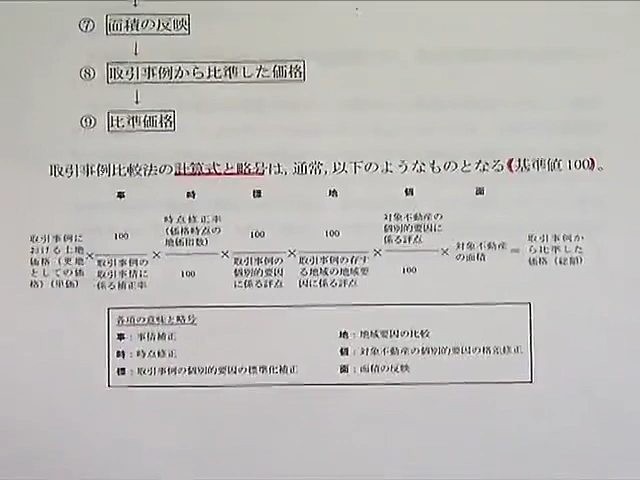 ⑦ 面積の反映
↓
⑧ 取引事例から比準した価格
↓
⑨ 比準価格
取引事例比較法の計算式と略号は,通常,以下のようなものとなる(基準値100)。
事 時 標 地 個 面
取引事例に
おける土地
価格(更地
としての価
格)(単価)
×
100
取引事例の
取引事情に
係る補正率
×
時点修正率
(価格時点の
地価指数)
100
×
100
取引事例の
個別的要因
に係る評点
×
100
取引事例の存す
る地域の地域要
因に係る評点
×
対象不動産の
個別的要因に
係る評点
100
×
対象不動産
の面積
=
取引事例か
ら比準した
価格(総額)
各項の意味と略号
事:事情補正
時:時点修正
標:取引事例の個別的要因の標準化補正
地:地域要因の比較
個:対象不動産の個別的要因の格差修正
面:面積の反映